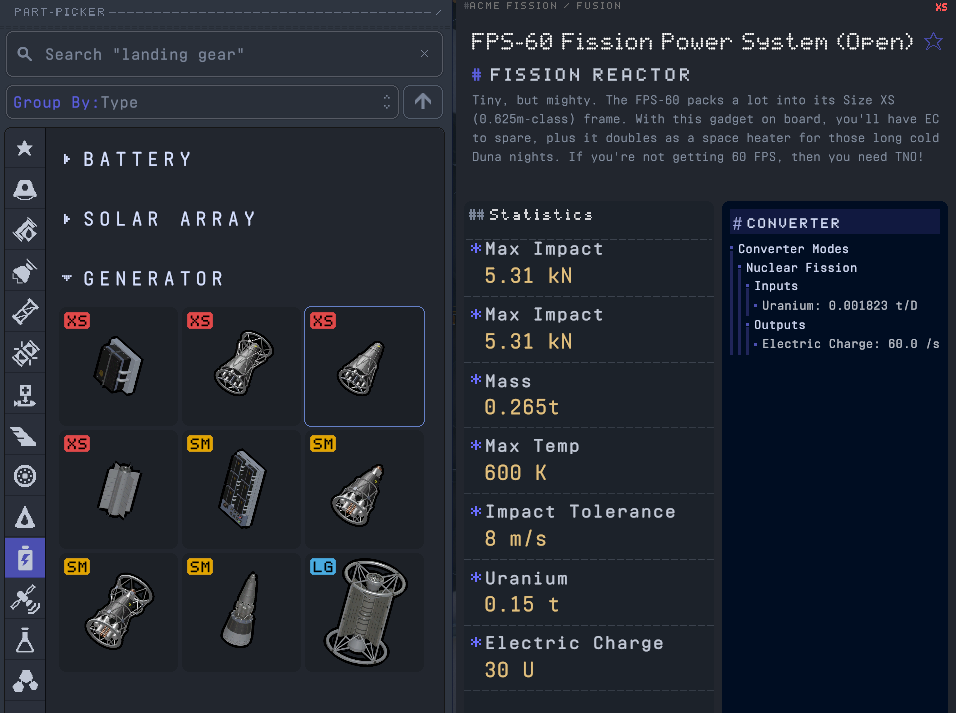 PART-PICKER
Search "landing gear"
Group By:Type
BATTERY
SOLAR ARRAY
GENERATOR
XS
XS
XS
XS
SM
SM
SM
SM
LG
#ACME FISSION / FUSION
XS
FPS-60 Fission Power System (Open)
# FISSION REACTOR
Tiny, but mighty. The FPS-60 packs a lot into its Size XS
(0.625m-class) frame. With this gadget on board, you'll have EC
to spare, plus it doubles as a space heater for those long cold
Duna nights. If you're not getting 60 FPS, then you need TNO!
## Statistics
*Max Impact
5.31 kN
*Max Impact
5.31 kN
*Mass
0.265t
*Max Temp
600 K
*Impact Tolerance
8 m/s
*Uranium
0.15 t
*Electric Charge
30 U
# CONVERTER
Converter Modes
Nuclear Fission
Inputs
Uranium: 0.001823 t/D
Outputs
Electric Charge: 60.0 /s